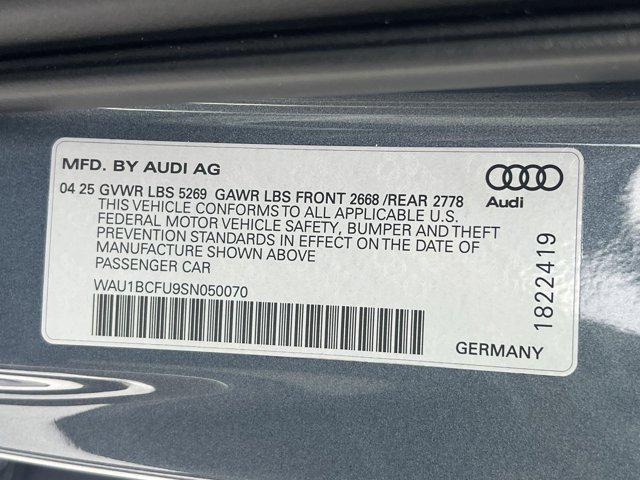 MFD. BY AUDI AG
Audi
04 25 GVWR LBS 5269 GAWR LBS FRONT 2668 /REAR 2778
THIS VEHICLE CONFORMS TO ALL APPLICABLE U.S.
FEDERAL MOTOR VEHICLE SAFETY, BUMPER AND THEFT
PREVENTION STANDARDS IN EFFECT ON THE DATE OF
MANUFACTURE SHOWN ABOVE
PASSENGER CAR
WAU1BCFU9SN050070
GERMANY
1822419